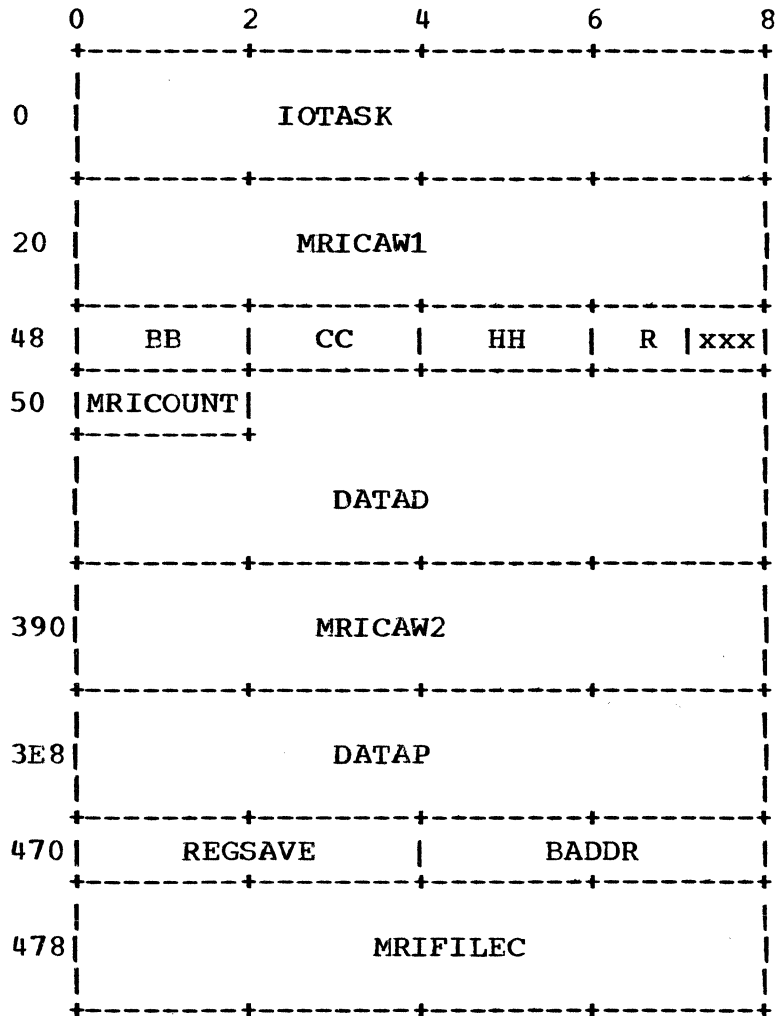 0 2 4 6 8
0 IOTASK
20 MRICAW1
48 BB CC HH R xxx
50 MRICOUNT
DATAD
390 MRICAW2
3E8 DATAP
470 REGSAVE BADDR
478 MRIFILEC